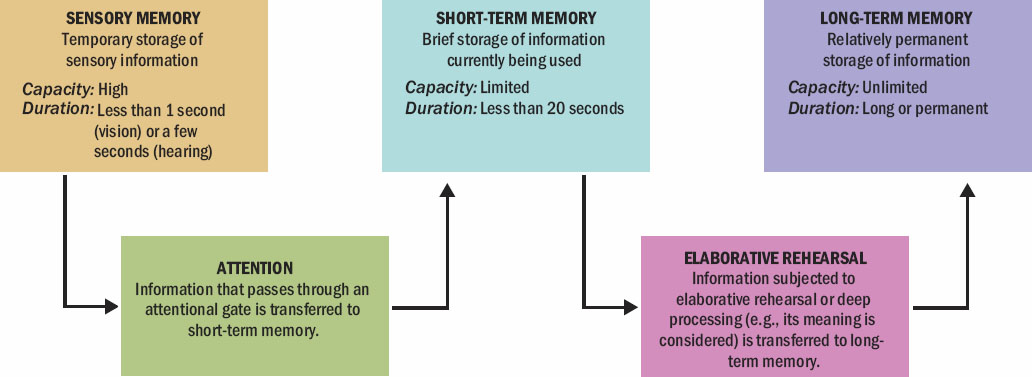 SENSORY MEMORY
Temporary storage of
sensory information
Capacity: High
Duration: Less than 1 second
(vision) or a few
seconds (hearing)
SHORT-TERM MEMORY
Brief storage of information
currently being used
Capacity: Limited
Duration: Less than 20 seconds
LONG-TERM MEMORY
Relatively permanent
storage of information
Capacity: Unlimited
Duration: Long or permanent
ATTENTION
Information that passes through an
attentional gate is transferred to
short-term memory.
ELABORATIVE REHEARSAL
Information subjected to
elaborative rehearsal or deep
processing (e.g., its meaning is
considered) is transferred to long-
term memory.